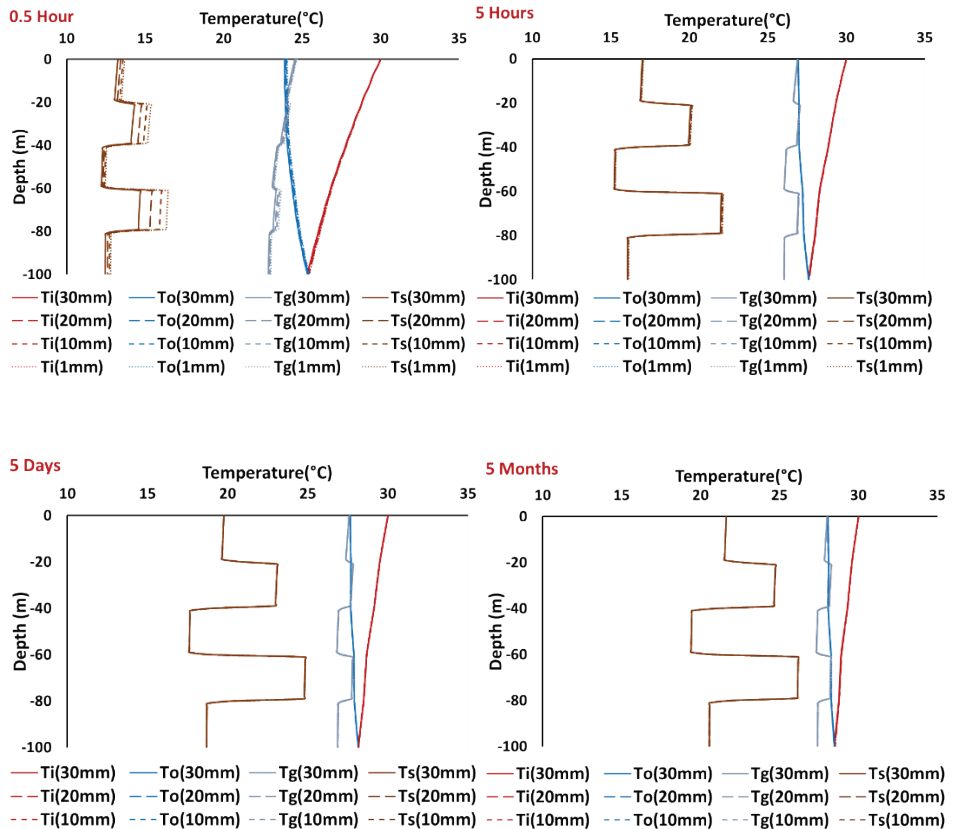 0.5 Hour
Temperature(°C)
10 15 20 25 30 35
Depth (m)
0
-20
-40
-60
-80
-100
Ti(30mm) To(30mm) Tg(30mm) Ts(30mm)
Ti(20mm) To(20mm) Tg(20mm) Ts(20mm)
Ti(10mm) To(10mm) Tg(10mm) Ts(10mm)
Ti(1mm) To(1mm) Tg(1mm) Ts(1mm)
5 Hours
Temperature(°C)
10 15 20 25 30 35
Depth (m)
0
-20
-40
-60
-80
-100
Ti(30mm) To(30mm) Tg(30mm) Ts(30mm)
Ti(20mm) To(20mm) Tg(20mm) Ts(20mm)
Ti(10mm) To(10mm) Tg(10mm) Ts(10mm)
Ti(1mm) To(1mm) Tg(1mm) Ts(1mm)
5 Days
Temperature(°C)
10 15 20 25 30 35
Depth (m)
0
-20
-40
-60
-80
-100
Ti(30mm) To(30mm) Tg(30mm) Ts(30mm)
Ti(20mm) To(20mm) Tg(20mm) Ts(20mm)
Ti(10mm) To(10mm) Tg(10mm) Ts(10mm)
5 Months
Temperature(°C)
10 15 20 25 30 35
Depth (m)
0
-20
-40
-60
-80
-100
Ti(30mm) To(30mm) Tg(30mm) Ts(30mm)
Ti(20mm) To(20mm) Tg(20mm) Ts(20mm)
Ti(10mm) To(10mm) Tg(10mm) Ts(10mm)